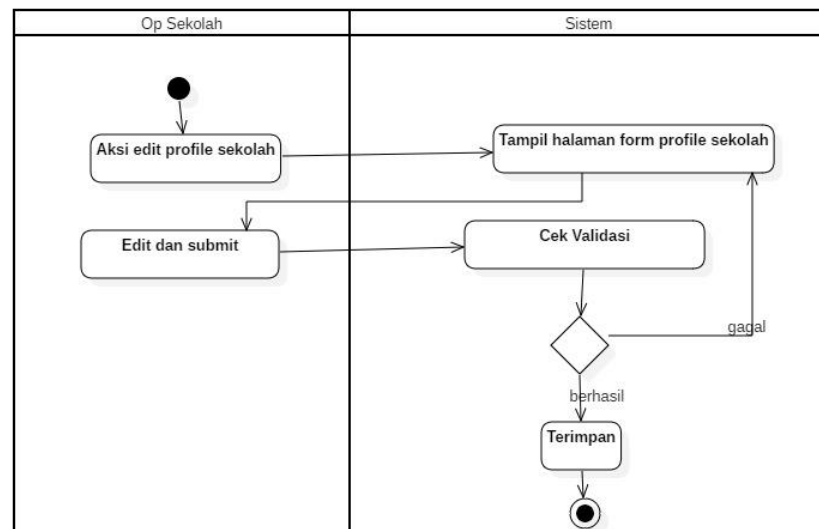 Op Sekolah
Sistem
Aksi edit profile sekolah
Tampil halaman form profile sekolah
Edit dan submit
Cek Validasi
gagal
berhasil
Terimpan